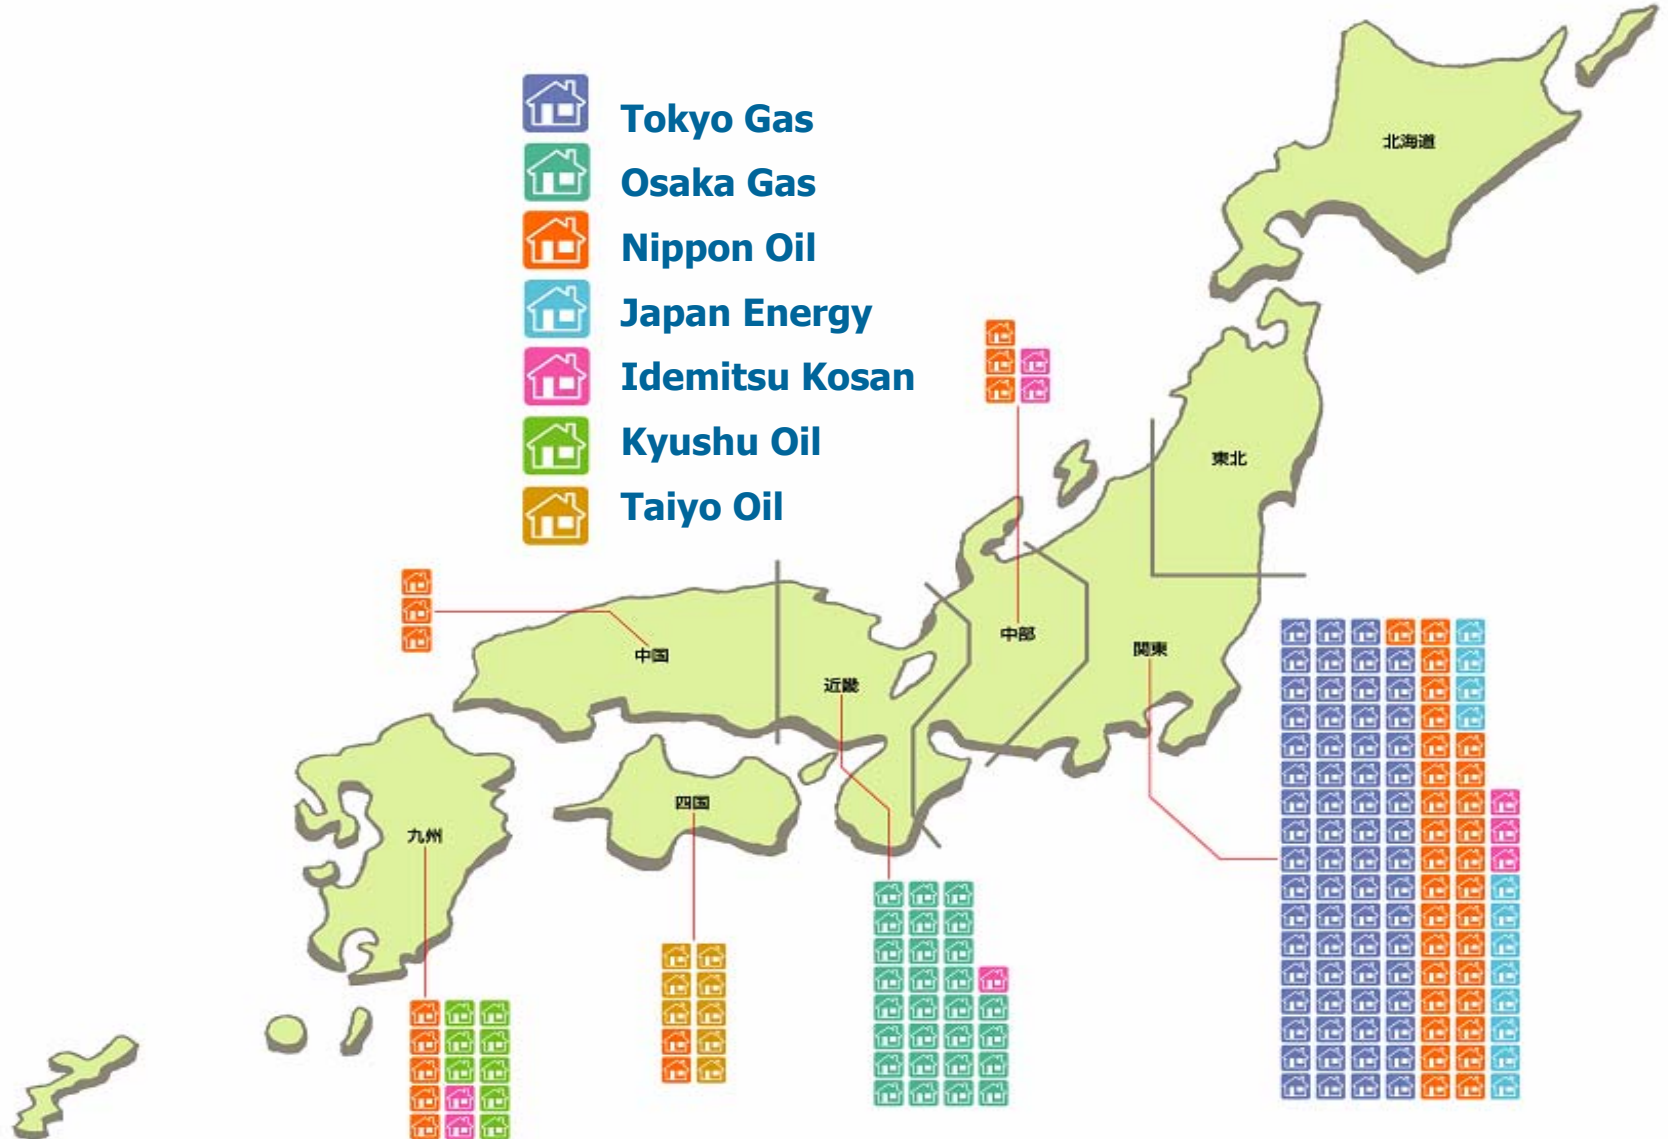 Tokyo Gas
Osaka Gas
Nippon Oil
Japan Energy
Idemitsu Kosan
Kyushu Oil
Taiyo Oil
北海道
東北
中部
関東
中国
近畿
四国
九州